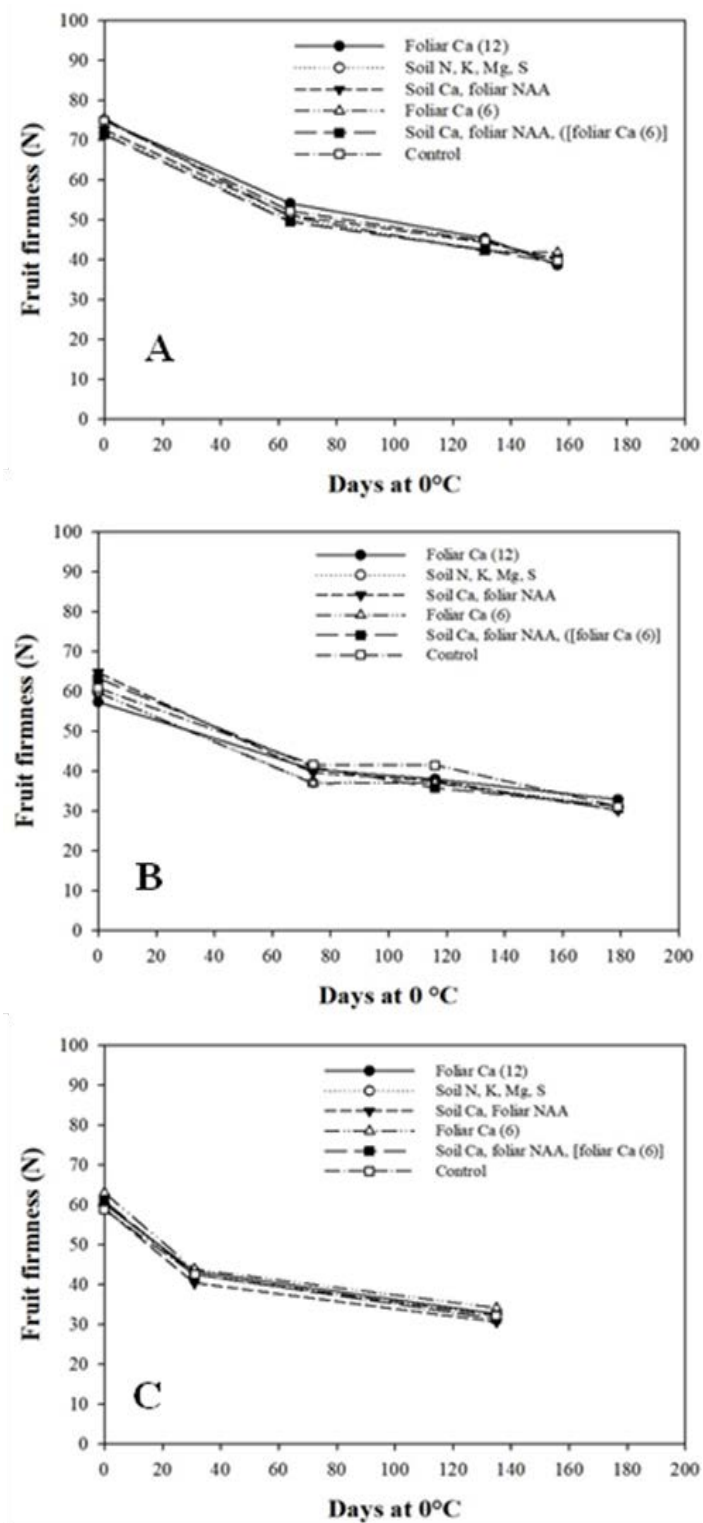 100
90
80
70
60
50
40
30
20
10
0
Fruit firmness (N)
Foliar Ca (12)
Soil N, K, Mg, S
Soil Ca, foliar NAA
Foliar Ca (6)
Soil Ca, foliar NAA, ([foliar Ca (6)]
Control
A
0 20 40 60 80 100 120 140 160 180 200
Days at 0°C
100
90
80
70
60
50
40
30
20
10
0
Fruit firmness (N)
Foliar Ca (12)
Soil N, K, Mg, S
Soil Ca, foliar NAA
Foliar Ca (6)
Soil Ca, foliar NAA, ([foliar Ca (6)]
Control
B
0 20 40 60 80 100 120 140 160 180 200
Days at 0 °C
100
90
80
70
60
50
40
30
20
10
0
Fruit firmness (N)
Foliar Ca (12)
Soil N, K, Mg, S
Soil Ca, Foliar NAA
Foliar Ca (6)
Soil Ca, foliar NAA, [foliar Ca (6)]
Control
C
0 20 40 60 80 100 120 140 160 180 200
Days at 0°C